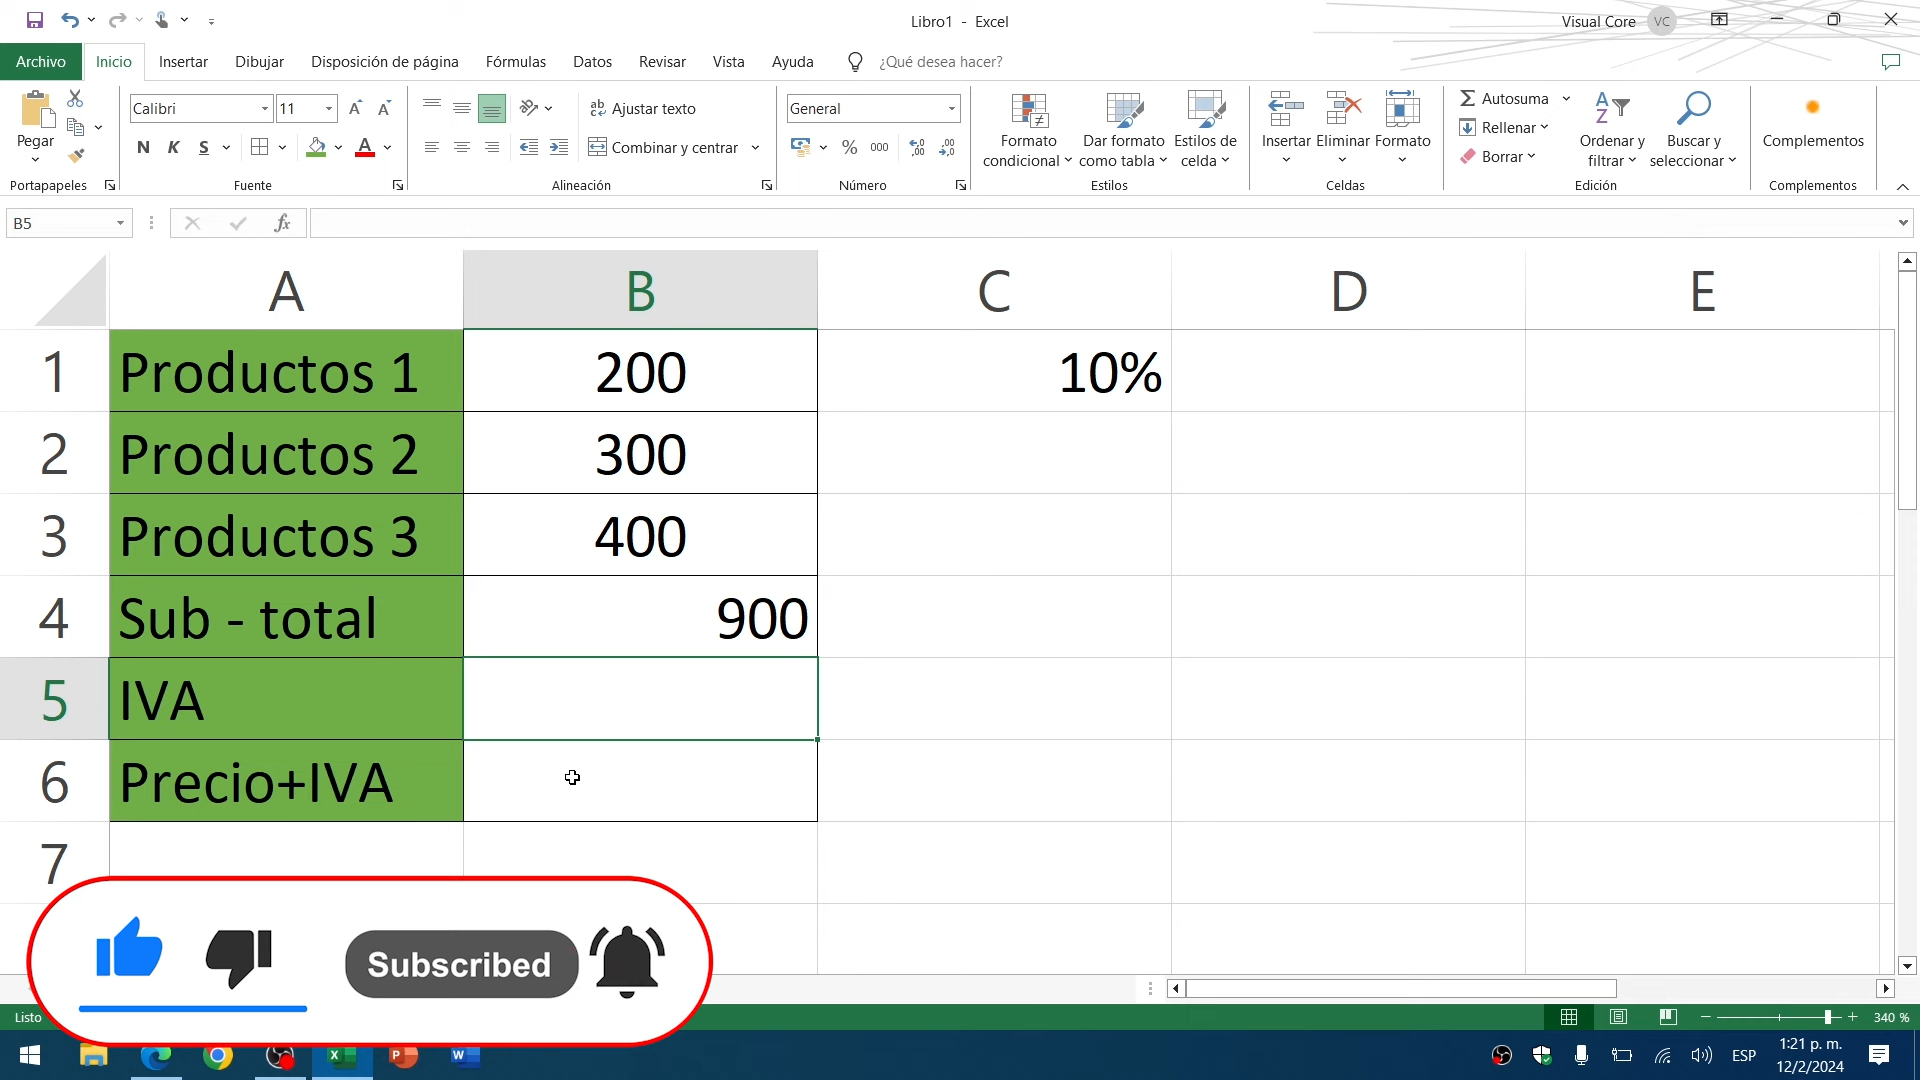 Libro1 - Excel
Visual Core VC
Archivo Inicio Insertar Dibujar Disposición de página Fórmulas Datos Revisar Vista Ayuda ¿Qué desea hacer?
Pegar
Portapapeles
Calibri 11
N K S
Fuente
Ajustar texto
Combinar y centrar
Alineación
General
% 000
Número
Formato condicional
Dar formato como tabla
Estilos de celda
Estilos
Insertar Eliminar Formato
Celdas
Autosuma
Rellenar
Borrar
Ordenar y filtrar
Buscar y seleccionar
Edición
Complementos
Complementos
B5 fx
A B C D E
1 Productos 1 200 10%
2 Productos 2 300
3 Productos 3 400
4 Sub - total 900
5 IVA
6 Precio+IVA
7
Subscribed
Listo
340 %
ESP
1:21 p. m.
12/2/2024